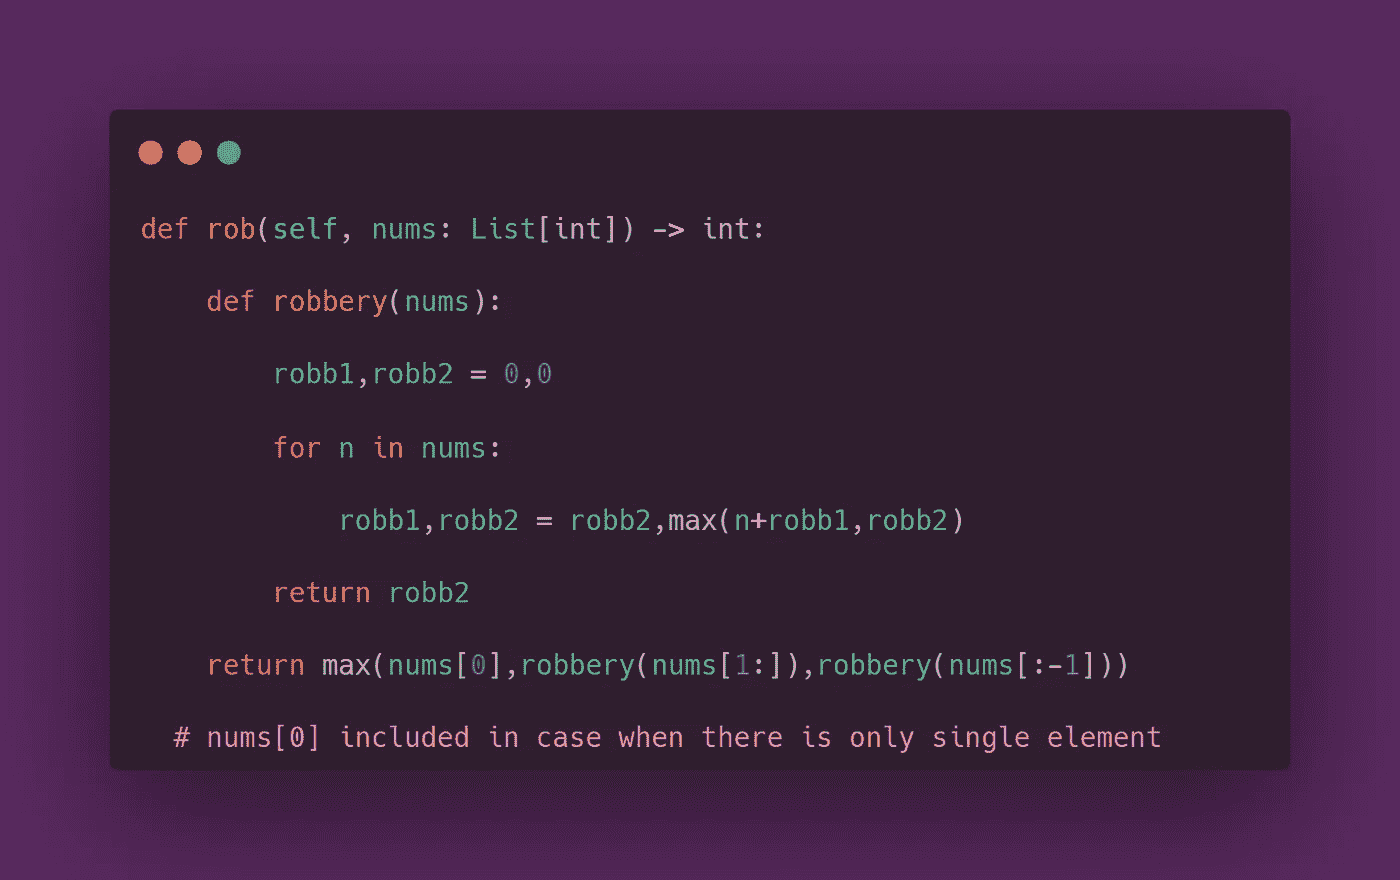 def rob(self, nums: List[int]) -> int:
    def robbery(nums):
        robb1,robb2 = 0,0
        for n in nums:
            robb1,robb2 = robb2,max(n+robb1,robb2)
        return robb2
    return max(nums[0],robbery(nums[1:]),robbery(nums[:-1]))
  # nums[0] included in case when there is only single element